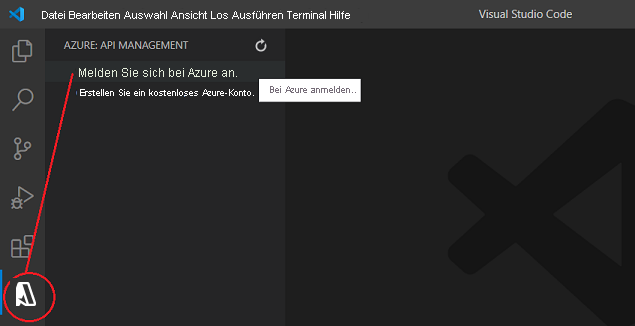 Datei Bearbeiten Auswahl Ansicht Los Ausführen Terminal Hilfe
Visual Studio Code
AZURE: API MANAGEMENT
Melden Sie sich bei Azure an.
Erstellen Sie ein kostenloses Azure-Konto.
Bei Azure anmelden...